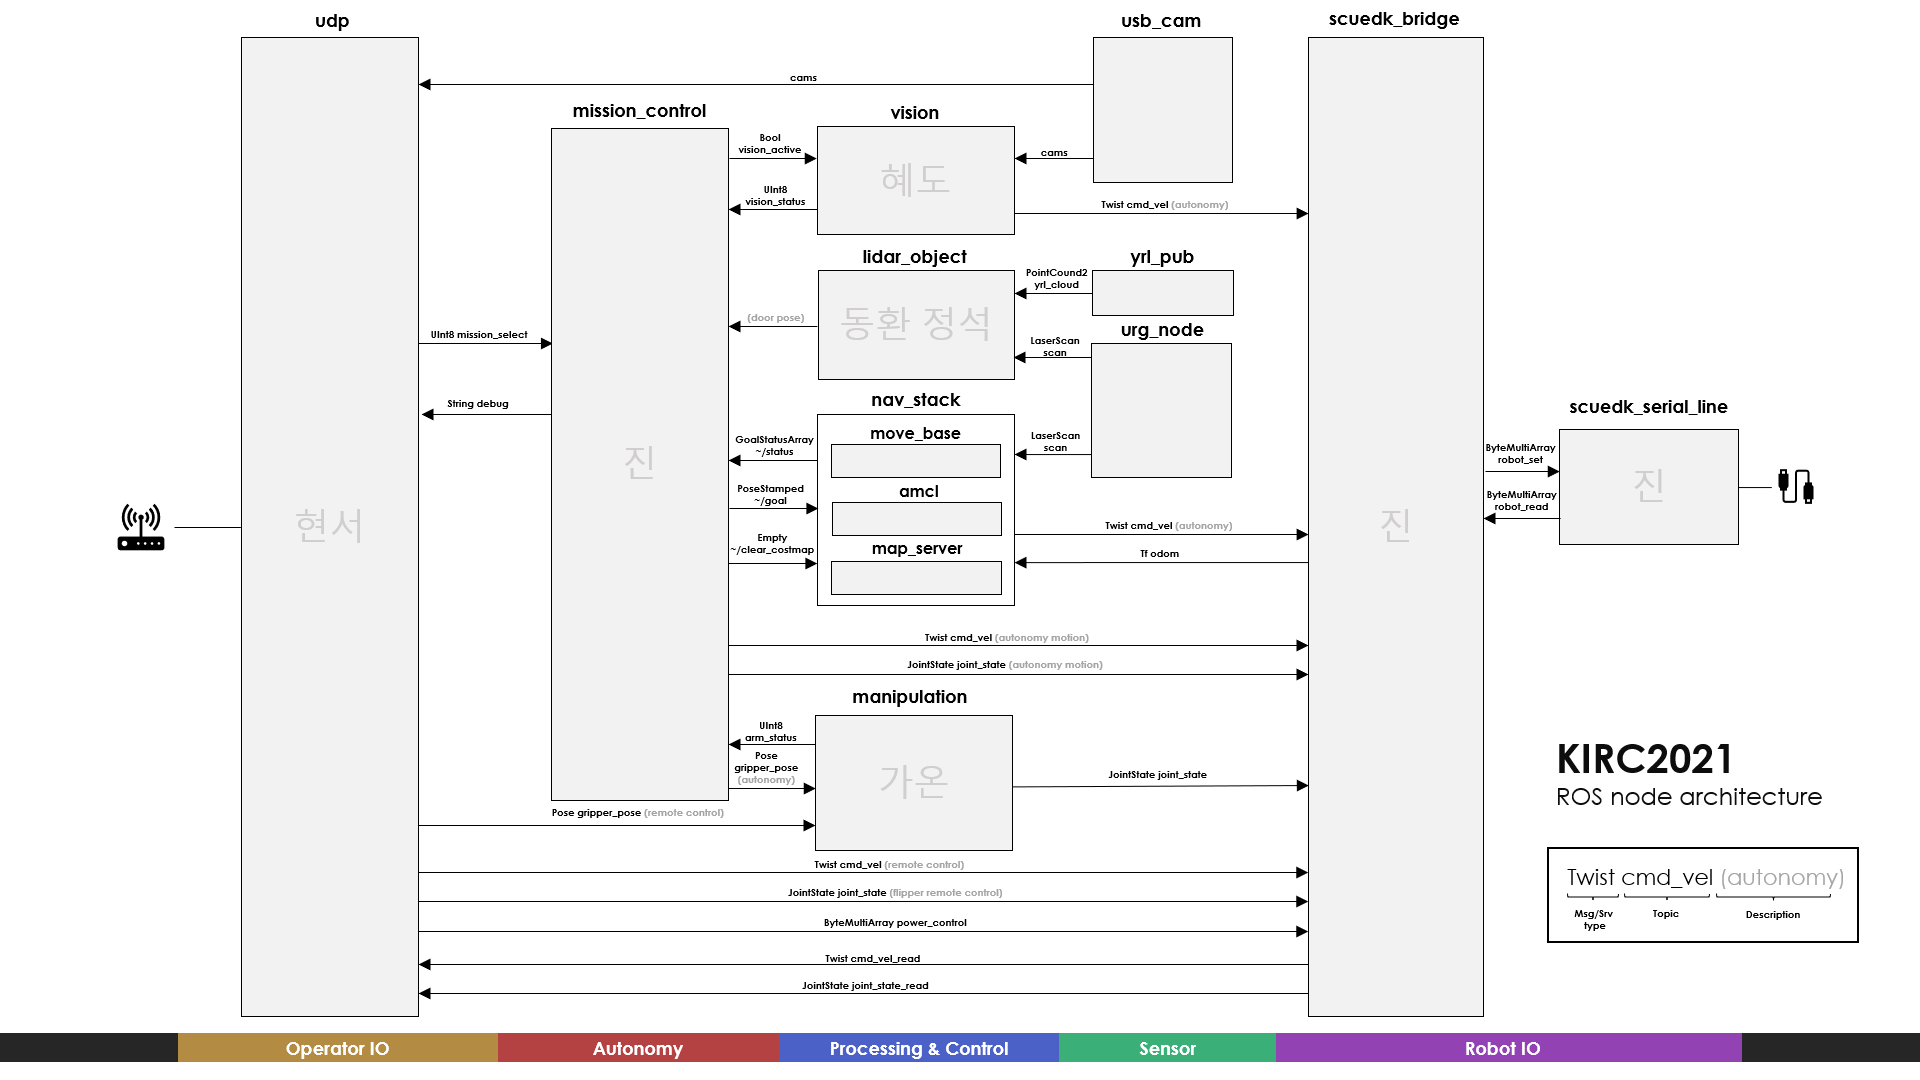 udp
usb_cam
scuedk_bridge
cams
mission_control
vision
Bool
vision_active
혜도
cams
UInt8
vision_status
Twist cmd_vel (autonomy)
lidar_object
yrl_pub
PointCound2
yrl_cloud
동환 정석
(door pose)
urg_node
UInt8 mission_select
LaserScan
scan
nav_stack
String debug
scuedk_serial_line
move_base
GoalStatusArray
~/status
LaserScan
scan
진
ByteMultiArray
robot_set
진
amcl
PoseStamped
~/goal
ByteMultiArray
robot_read
현서
진
Twist cmd_vel (autonomy)
Empty
~/clear_costmap
map_server
Tf odom
Twist cmd_vel (autonomy motion)
JointState joint_state (autonomy motion)
manipulation
UInt8
arm_status
Pose
gripper_pose
(autonomy)
가온
JointState joint_state
KIRC2021
ROS node architecture
Pose gripper_pose (remote control)
Twist cmd_vel (remote control)
JointState joint_state (flipper remote control)
ByteMultiArray power_control
Twist cmd_vel_read
JointState joint_state_read
Twist cmd_vel (autonomy)
Msg/Srv
type
Topic
Description
Operator IO
Autonomy
Processing & Control
Sensor
Robot IO